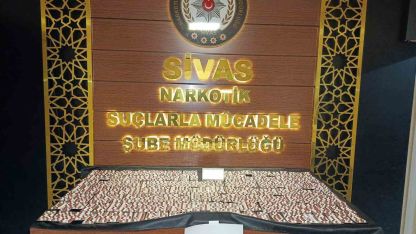 SİVAS
NARKOTİK
SUÇLARLA MÜCADELE
ŞUBE MÜDÜRLÜĞÜ